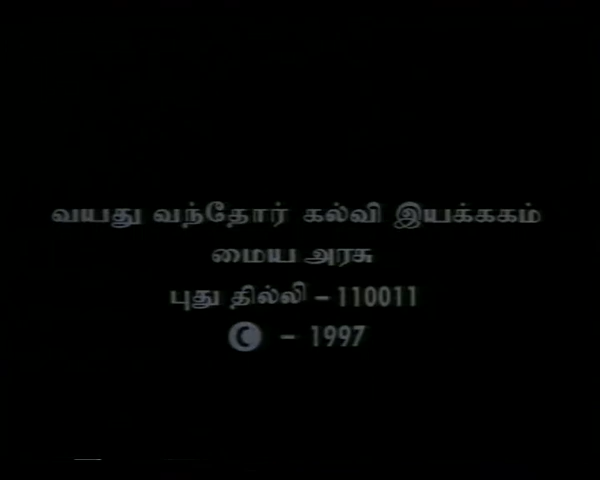 வயது வந்தோர் கல்வி இயக்ககம்
மைய அரசு
புது தில்லி – 110011
© – 1997